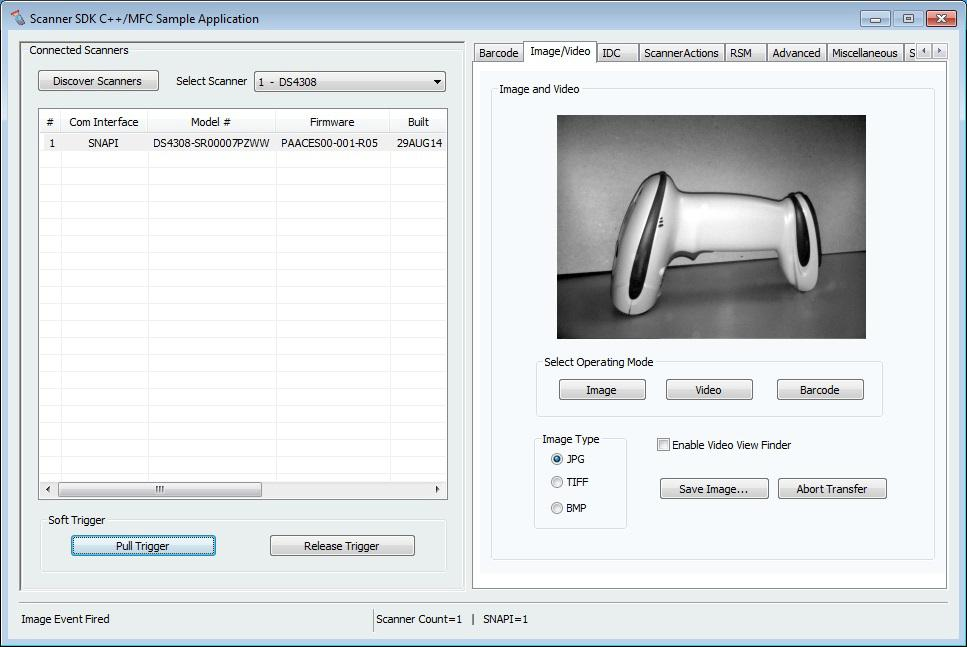 Scanner SDK C++/MFC Sample Application
Connected Scanners
Discover Scanners Select Scanner 1 - DS4308
# Com Interface Model # Firmware Built
1 SNAPI DS4308-SR00007PZWW PAACES00-001-R05 29AUG14
Soft Trigger
Pull Trigger Release Trigger
Barcode Image/Video IDC ScannerActions RSM Advanced Miscellaneous S
Image and Video
Select Operating Mode
Image Video Barcode
Image Type
JPG
TIFF
BMP
Enable Video View Finder
Save Image... Abort Transfer
Image Event Fired Scanner Count=1 | SNAPI=1